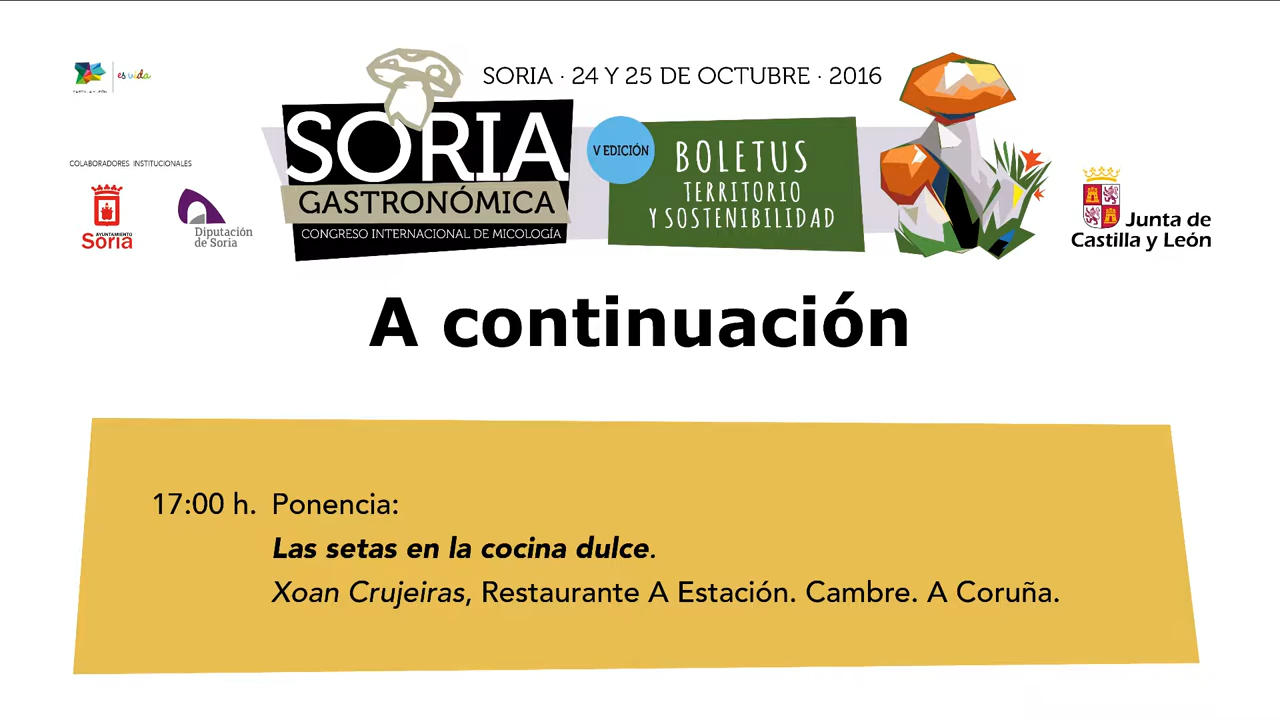 es vida
CASTILLA Y LEÓN
COLABORADORES INSTITUCIONALES
AYUNTAMIENTO
Soria
Diputación
de Soria
SORIA · 24 Y 25 DE OCTUBRE · 2016
SORIA
GASTRONÓMICA
CONGRESO INTERNACIONAL DE MICOLOGÍA
V EDICIÓN
BOLETUS
TERRITORIO
Y SOSTENIBILIDAD
Junta de
Castilla y León
A continuación
17:00 h. Ponencia:
Las setas en la cocina dulce.
Xoan Crujeiras, Restaurante A Estación. Cambre. A Coruña.